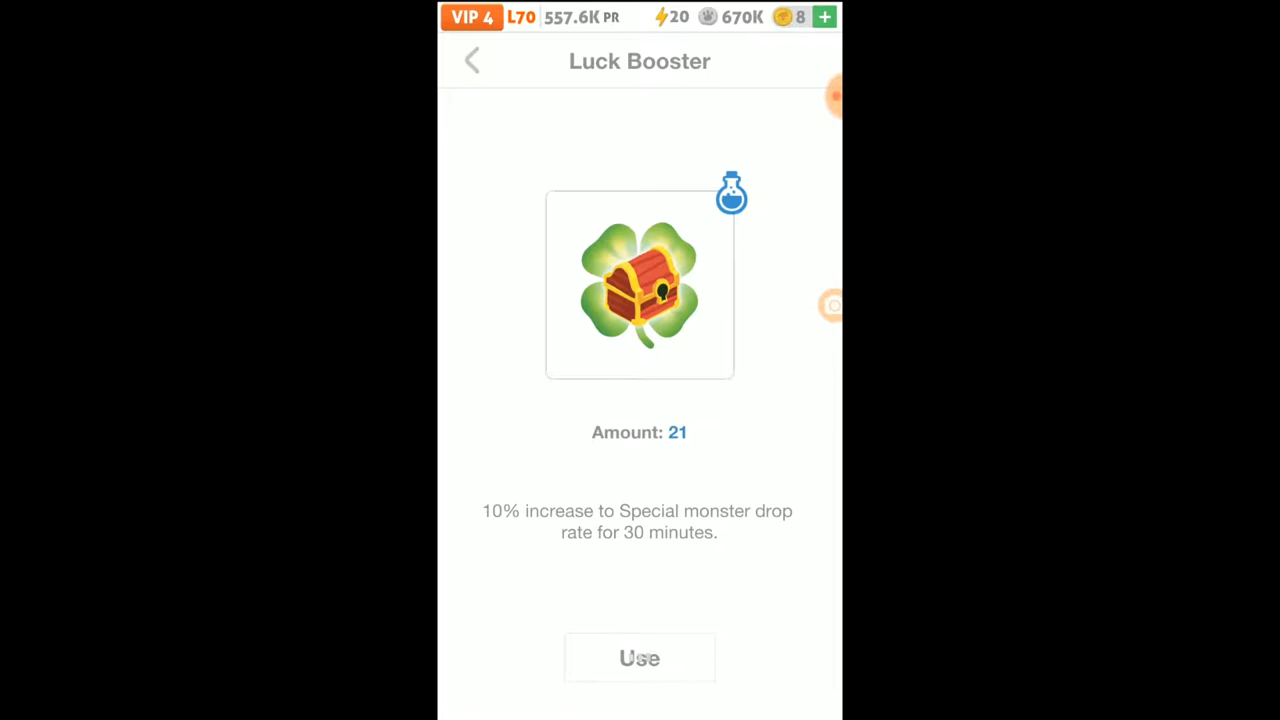 VIP 4 L70 557.6K PR 20 670K 8 +
Luck Booster
Amount: 21
10% increase to Special monster drop
rate for 30 minutes.
Use